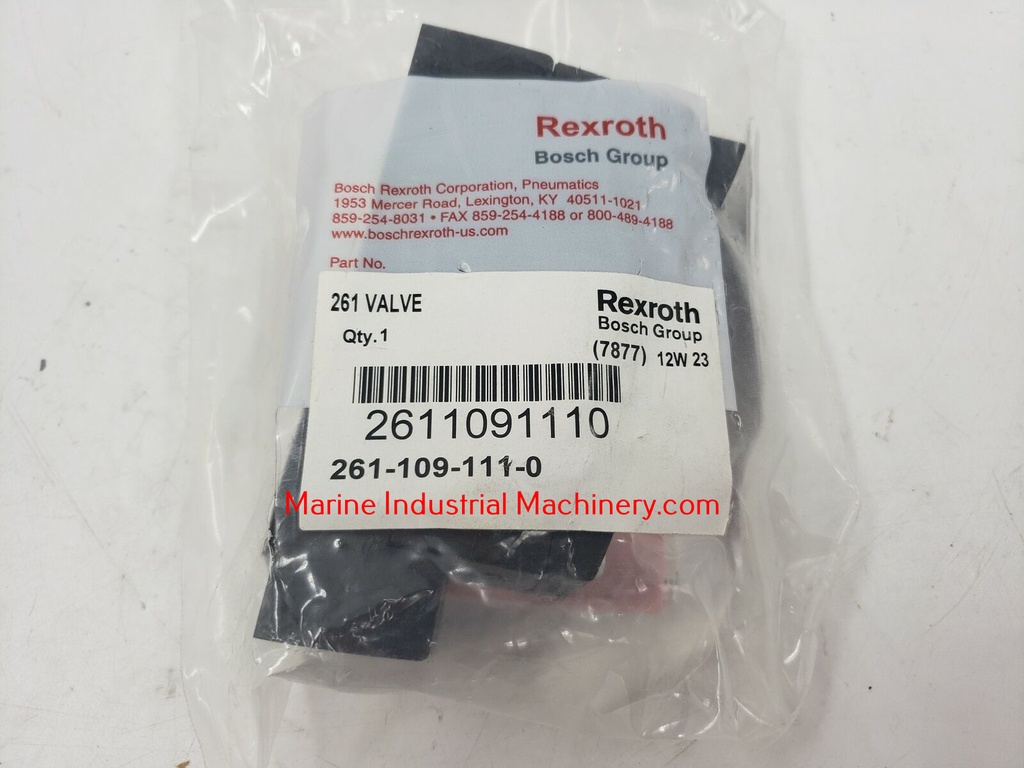 Rexroth
Bosch Group
Bosch Rexroth Corporation, Pneumatics
1953 Mercer Road, Lexington, KY 40511-1021
859-254-8031 • FAX 859-254-4188 or 800-489-4188
www.boschrexroth-us.com
Part No.
261 VALVE
Rexroth
Bosch Group
Qty.1
(7877) 12W 23
2611091110
261-109-111-0
Marine Industrial Machinery.com